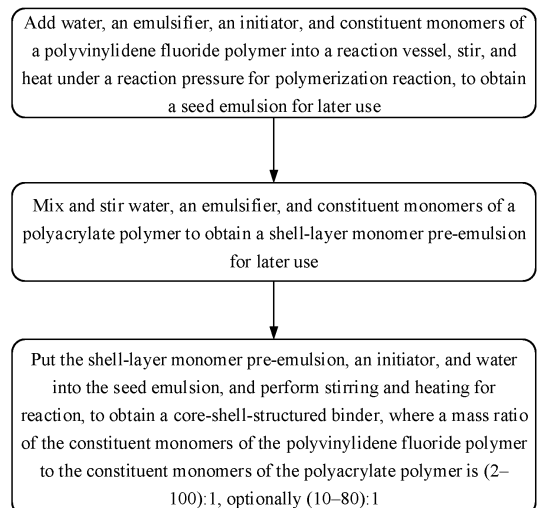 Add water, an emulsifier, an initiator, and constituent monomers of
a polyvinylidene fluoride polymer into a reaction vessel, stir, and
heat under a reaction pressure for polymerization reaction, to obtain
a seed emulsion for later use
Mix and stir water, an emulsifier, and constituent monomers of a
polyacrylate polymer to obtain a shell-layer monomer pre-emulsion
for later use
Put the shell-layer monomer pre-emulsion, an initiator, and water
into the seed emulsion, and perform stirring and heating for
reaction, to obtain a core-shell-structured binder, where a mass ratio
of the constituent monomers of the polyvinylidene fluoride polymer
to the constituent monomers of the polyacrylate polymer is (2–
100):1, optionally (10–80):1